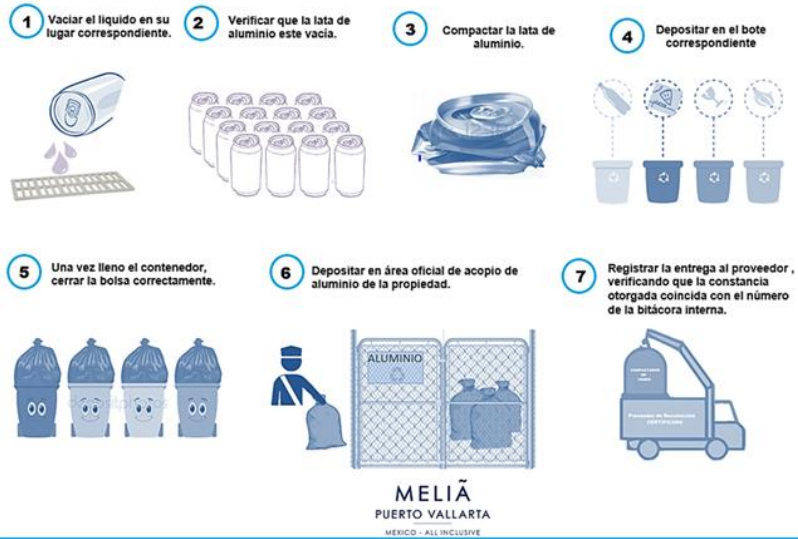 1 Vaciar el liquido en su
lugar correspondiente.
2 Verificar que la lata de
aluminio este vacía.
3 Compactar la lata de
aluminio.
4 Depositar en el bote
correspondiente
5 Una vez lleno el contenedor,
cerrar la bolsa correctamente.
6 Depositar en área oficial de acopio de
aluminio de la propiedad.
7 Registrar la entrega al proveedor ,
verificando que la constancia
otorgada coincida con el número
de la bitácora interna.
ALUMINIO
Proveedor de Recolección
CERTIFICADO
MELIÃ
PUERTO VALLARTA
MEXICO - ALL INCLUSIVE